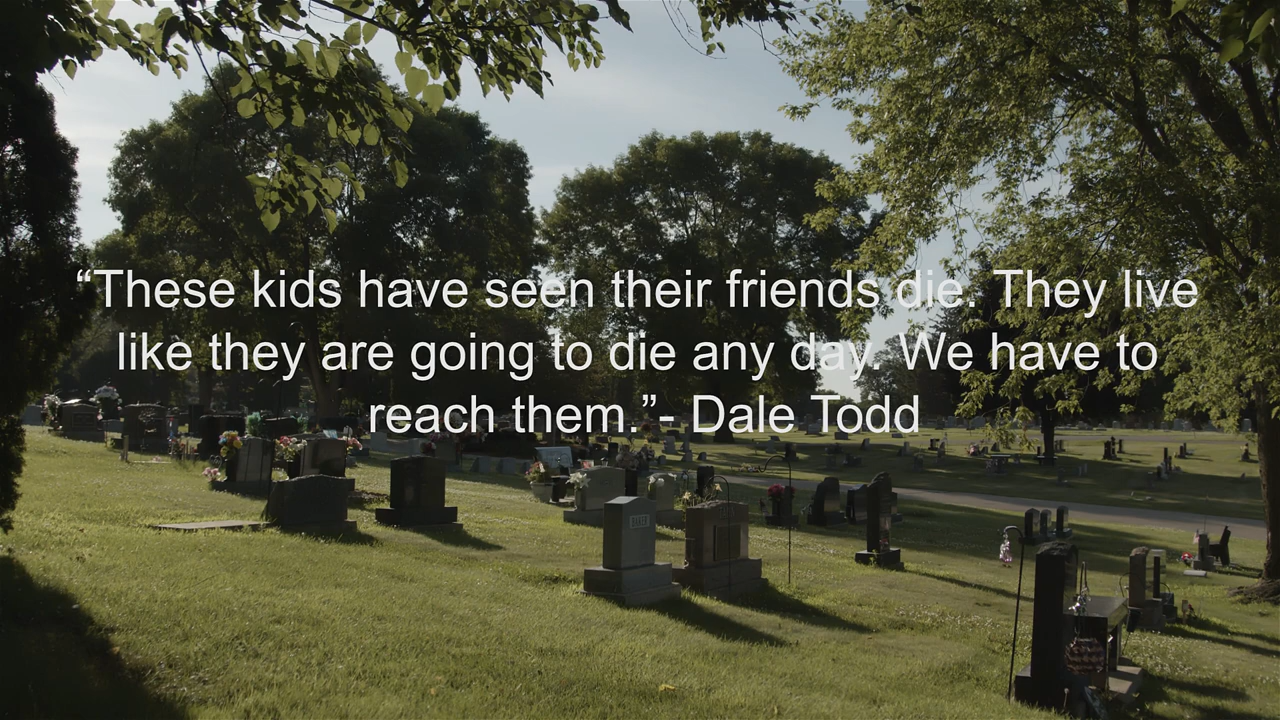 “These kids have seen their friends die. They live
like they are going to die any day. We have to
reach them.”- Dale Todd